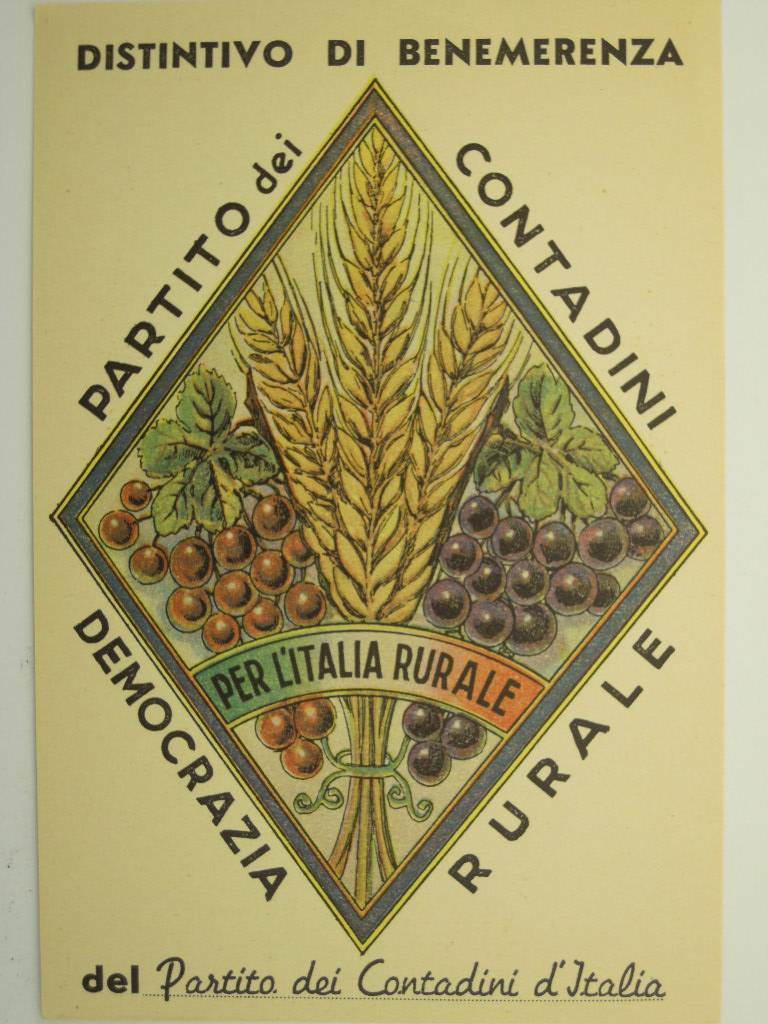 DISTINTIVO DI BENEMERENZA
PARTITO dei
CONTADINI
PER L'ITALIA RURALE
DEMOCRAZIA
RURALE
del Partito dei Contadini d'Italia